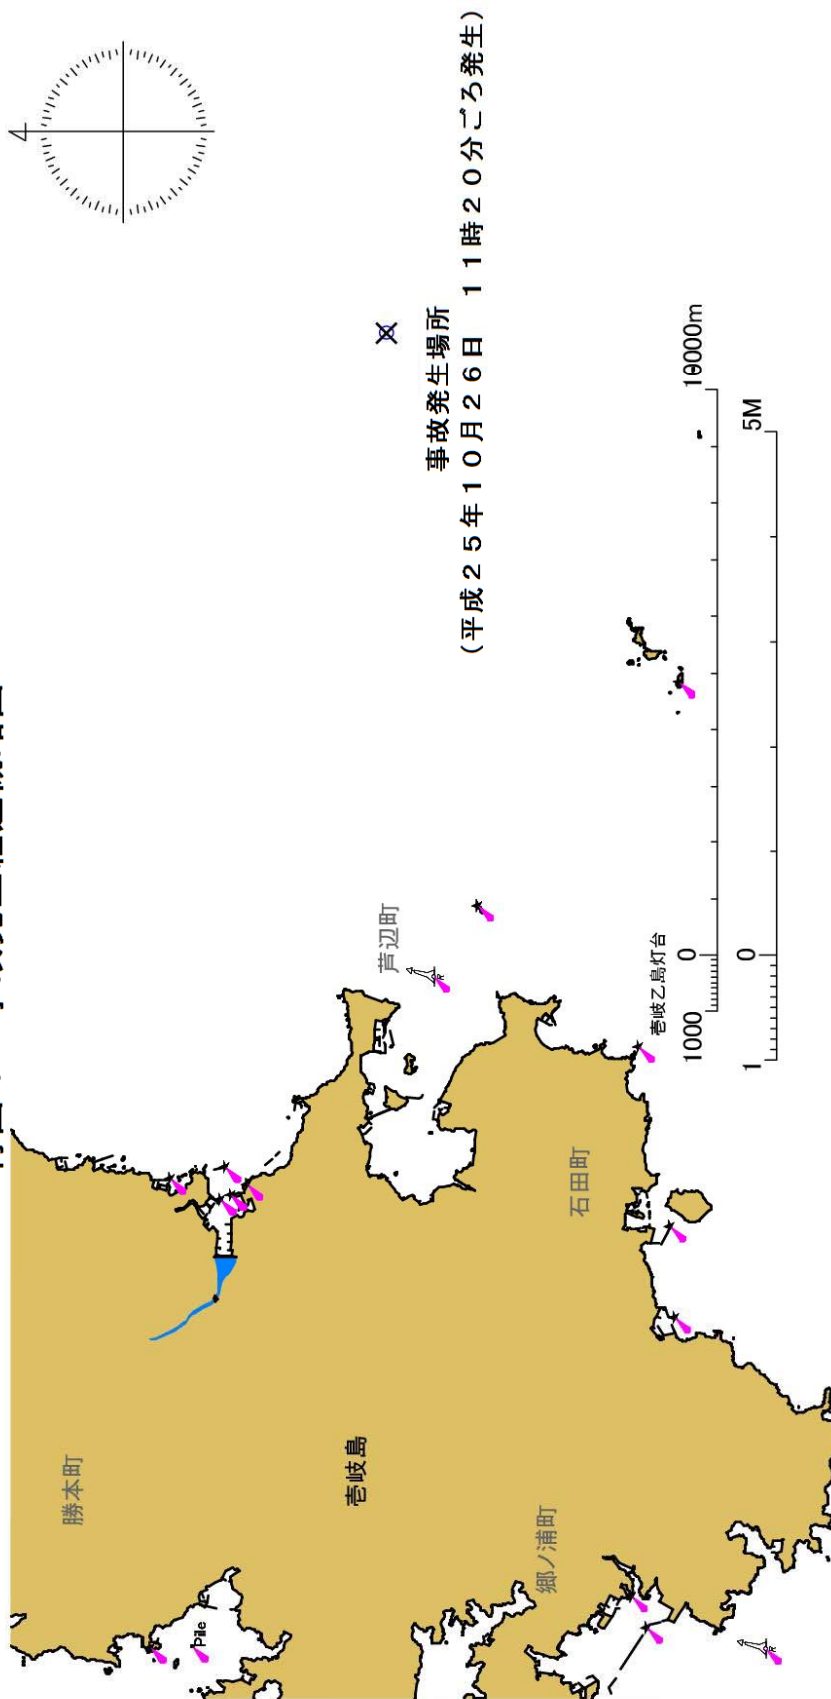 事故発生場所
(平成25年10月26日 11時20分ごろ発生)
勝本町
芦辺町
壱岐島
石田町
郷ノ浦町
壱岐乙島灯台
Pile
R
R
1000
0
10000m
1
0
5M